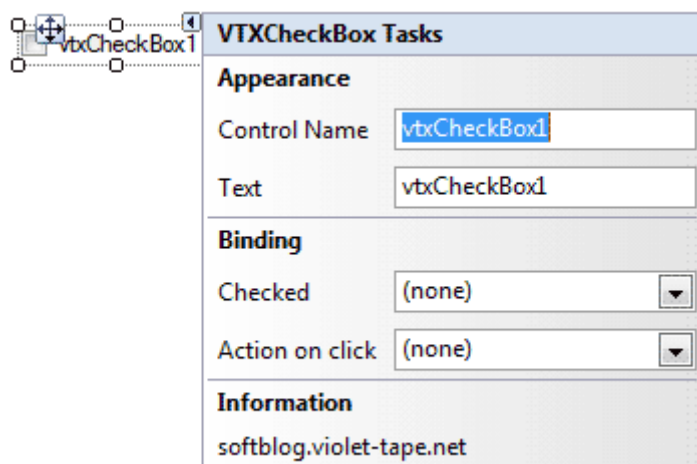 vtxCheckBox1
VTXCheckBox Tasks
Appearance
Control Name vtxCheckBox1
Text vtxCheckBox1
Binding
Checked (none)
Action on click (none)
Information
softblog.violet-tape.net